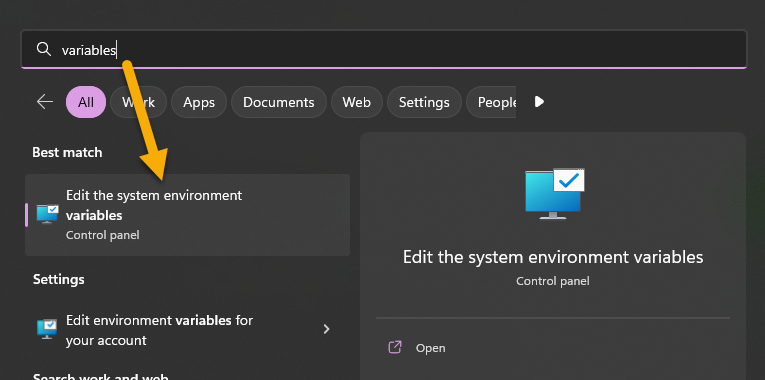 variables
All
Work
Apps
Documents
Web
Settings
People
Best match
Edit the system environment
variables
Control panel
Edit the system environment variables
Control panel
Settings
Edit environment variables for
your account
Open
Search work and web